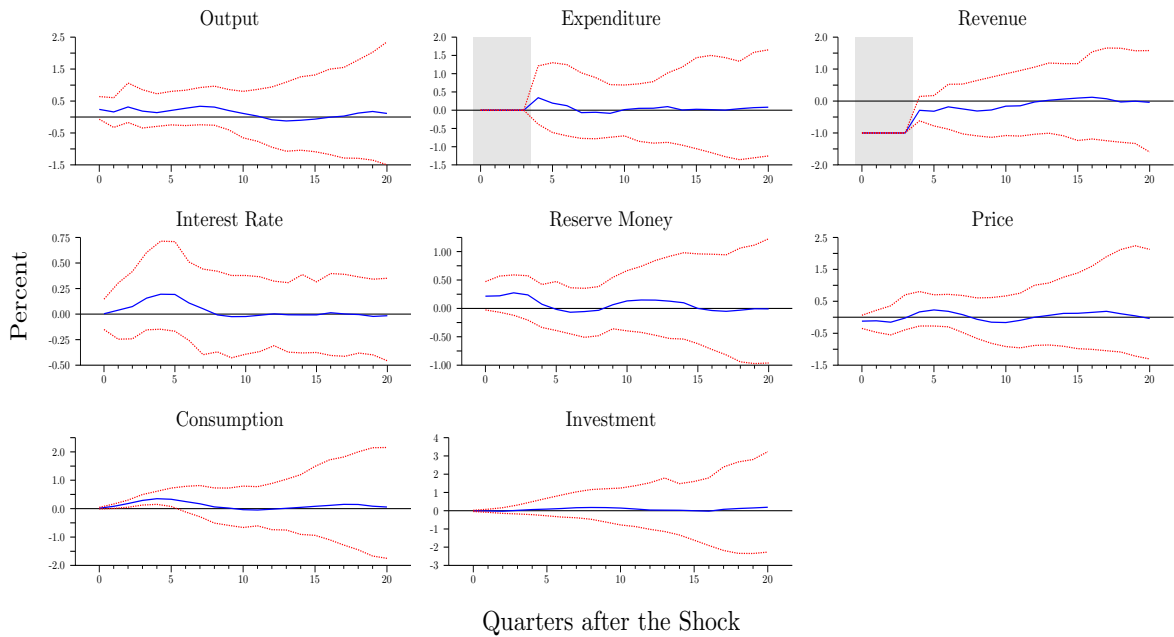 Output
2.5
1.5
0.5
-0.5
-1.5
0 5 10 15 20
Expenditure
2.0
1.5
1.0
0.5
0.0
-0.5
-1.0
-1.5
0 5 10 15 20
Revenue
2.0
1.0
0.0
-1.0
-2.0
0 5 10 15 20
Percent
Interest Rate
0.75
0.50
0.25
0.00
-0.25
-0.50
0 5 10 15 20
Reserve Money
1.00
0.50
0.00
-0.50
-1.00
0 5 10 15 20
Price
2.5
1.5
0.5
-0.5
-1.5
0 5 10 15 20
Consumption
2.0
1.0
0.0
-1.0
-2.0
0 5 10 15 20
Investment
4
3
2
1
0
-1
-2
-3
0 5 10 15 20
Quarters after the Shock